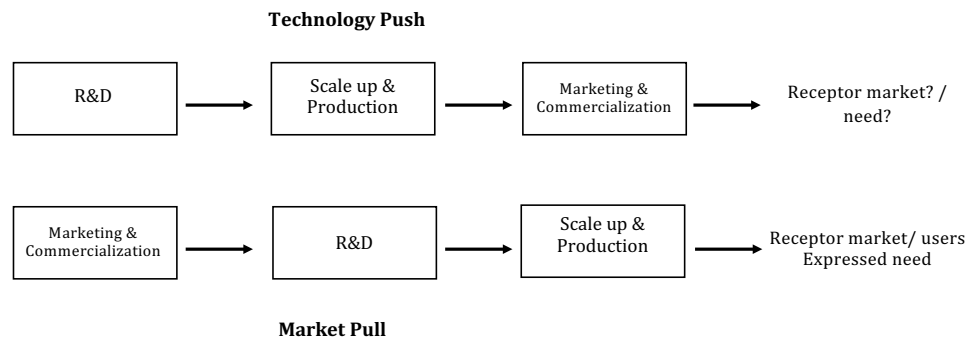 Technology Push
R&D
Scale up &
Production
Marketing &
Commercialization
Receptor market? /
need?
Marketing &
Commercialization
R&D
Scale up &
Production
Receptor market/ users
Expressed need
Market Pull